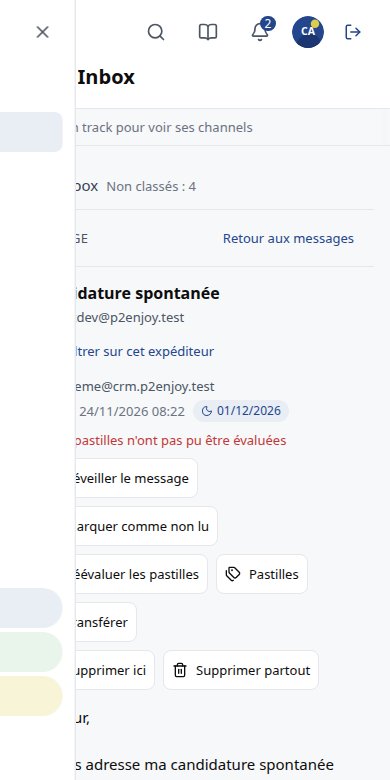 2
CA
Inbox
track pour voir ses channels
box Non classés : 4
GE
Retour aux messages
idature spontanée
dev@p2enjoy.test
ltrer sur cet expéditeur
eme@crm.p2enjoy.test
24/11/2026 08:22 01/12/2026
pastilles n'ont pas pu être évaluées
éveiller le message
arquer comme non lu
éévaluer les pastilles Pastilles
ansférer
upprimer ici Supprimer partout
ur,
s adresse ma candidature spontanée